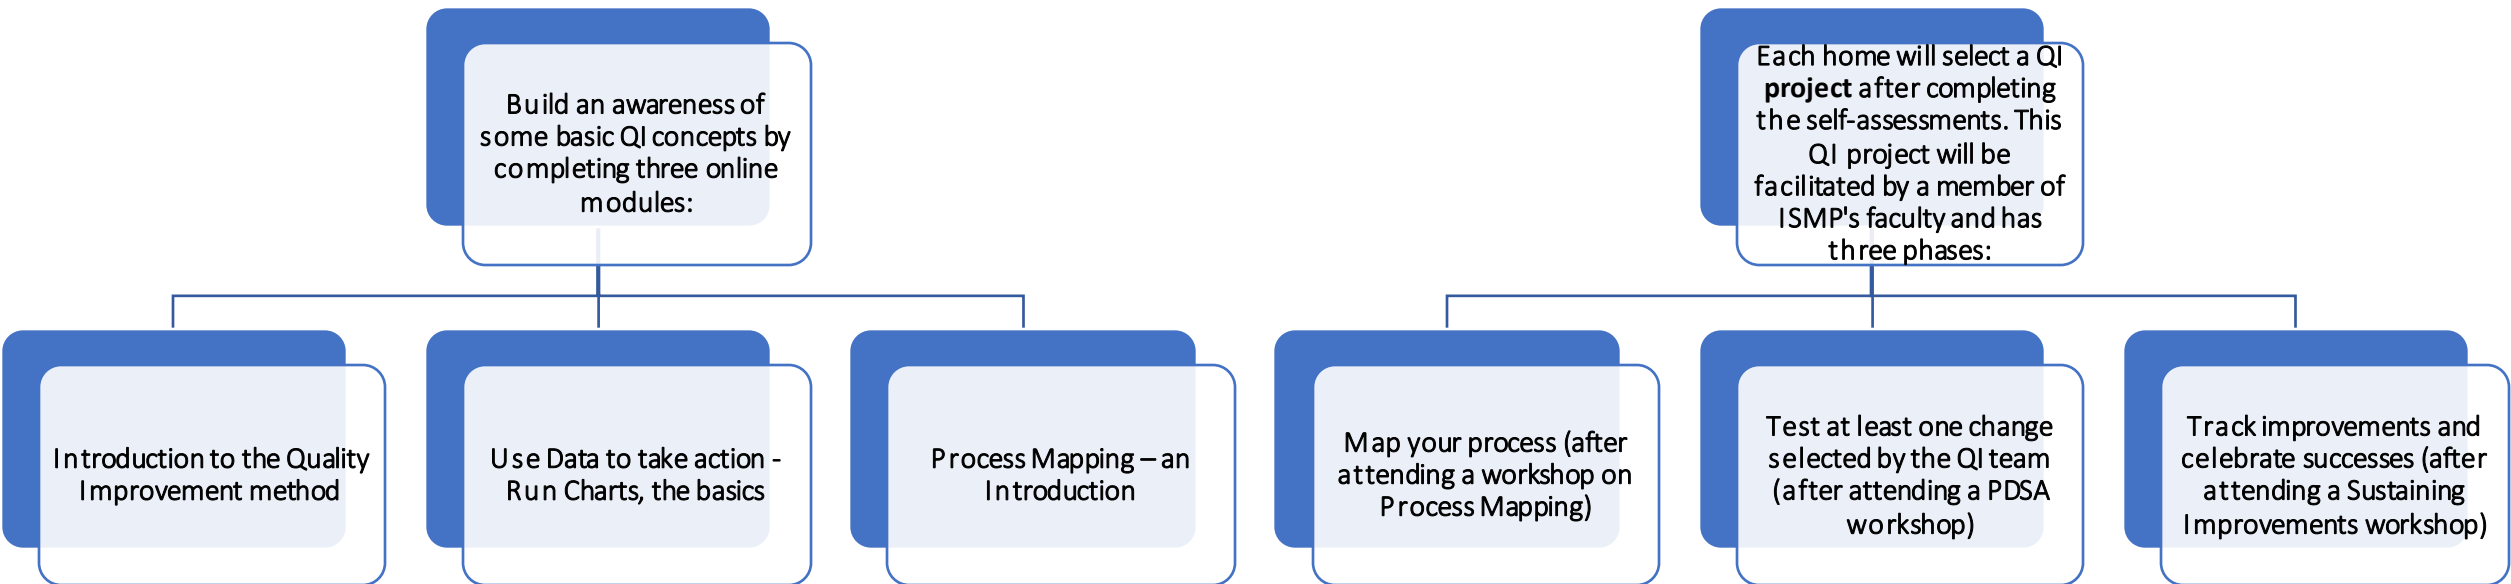 Build an awareness of
some basic QI concepts by
completing three online
modules:
Introduction to the Quality
Improvement method
Use Data to take action -
Run Charts, the basics
Process Mapping – an
Introduction
Each home will select a QI
project after completing
the self-assessments. This
QI project will be
facilitated by a member of
ISMP's faculty and has
three phases:
Map your process (after
attending a workshop on
Process Mapping)
Test at least one change
selected by the QI team
(after attending a PDSA
workshop)
Track improvements and
celebrate successes (after
attending a Sustaining
Improvements workshop)